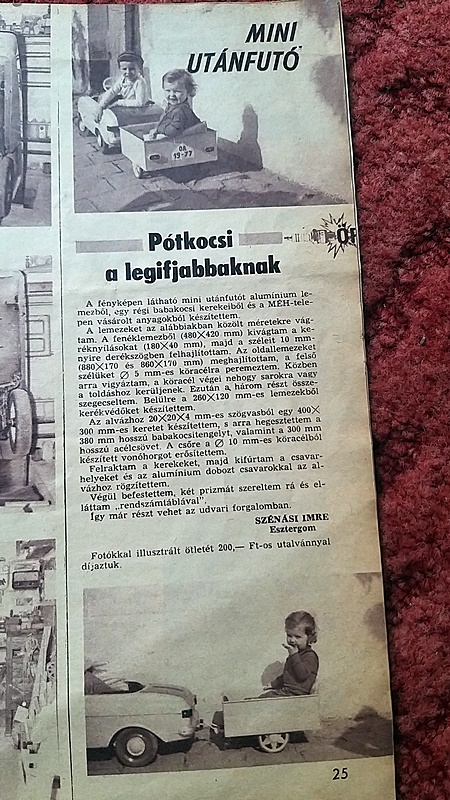 MINI
UTÁNFUTÓ
OA
19-77
Pótkocsi
a legifjabbaknak
A fényképen látható mini utánfutót alumínium le-
mezből, egy régi babakocsi kerekeiből és a MÉH-tele-
pen vásárolt anyagokból készítettem.
A lemezeket az alábbiakban közölt méretekre vág-
tam. A fenéklemezből (480×420 mm) kivágtam a ke-
réknyílásokat (180×40 mm), majd a széleit 10 mm-
nyire derékszögben felhajlítottam. Az oldallemezeket
(880×170 és 860×170 mm) meghajlítottam, a felső
szélüket ∅ 5 mm-es köracélra peremeztem. Közben
arra vigyáztam, a köracél végei nehogy sarokra vagy
a toldáshoz kerüljenek. Ezután a három részt össze-
szegecseltem. Belülre a 260×120 mm-es lemezekből
kerékvédőket készítettem.
Az alvázhoz 20×20×4 mm-es szögvasból egy 400×
300 mm-es keretet készítettem, s arra hegesztettem a
380 mm hosszú babakocsitengelyt, valamint a 300 mm
hosszú acélcsövet. A csőre a ∅ 10 mm-es köracélból
készített vonóhorgot erősítettem.
Felraktam a kerekeket, majd kifúrtam a csavar-
helyeket és az alumínium dobozt csavarokkal az al-
vázhoz rögzítettem.
Végül befestettem, két prizmát szereltem rá és el-
láttam „rendszámtáblával".
Így már részt vehet az udvari forgalomban.
SZÉNÁSI IMRE
Esztergom
Fotókkal illusztrált ötletét 200,— Ft-os utalvánnyal
díjaztuk.
25